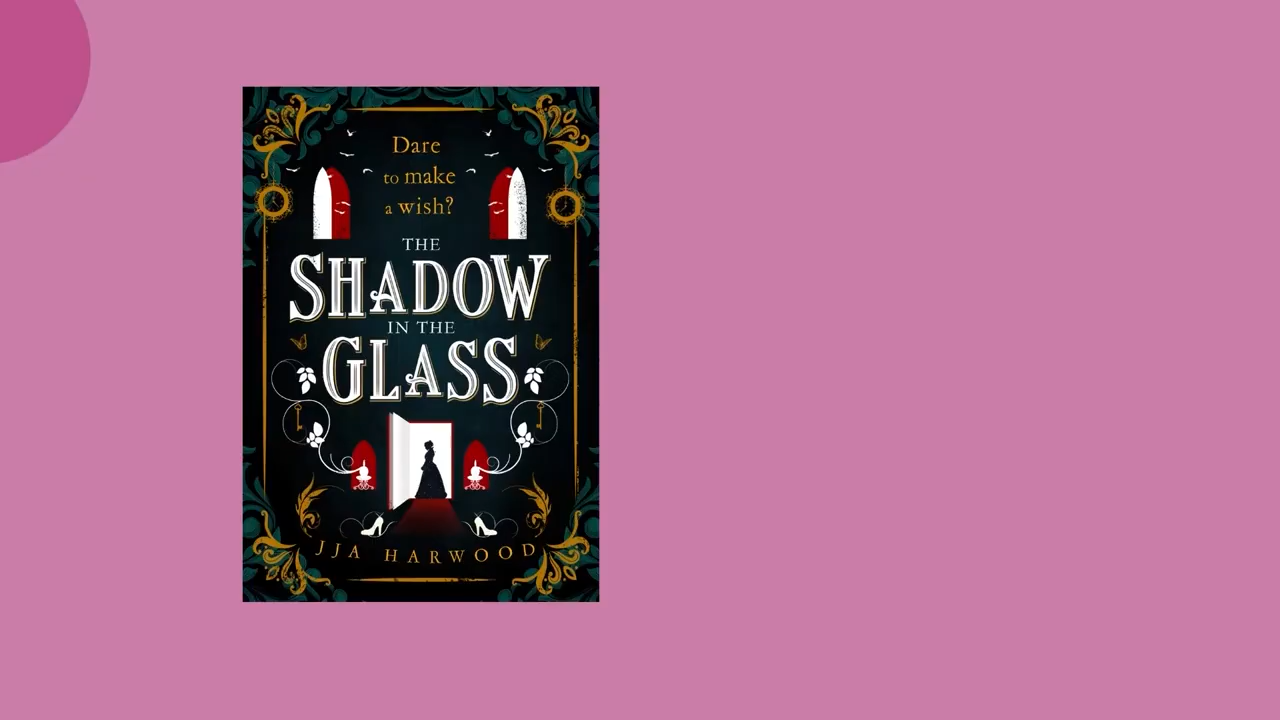 Dare
to make
a wish?
THE
SHADOW
IN THE
GLASS
JJA HARWOOD